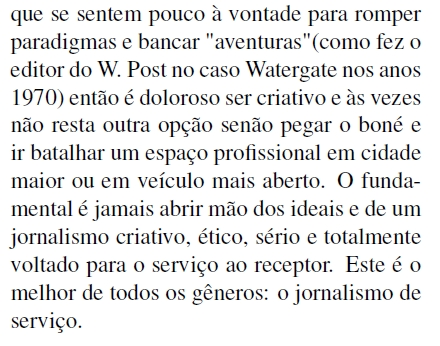 que se sentem pouco à vontade para romper
paradigmas e bancar "aventuras"(como fez o
editor do W. Post no caso Watergate nos anos
1970) então é doloroso ser criativo e às vezes
não resta outra opção senão pegar o boné e
ir batalhar um espaço profissional em cidade
maior ou em veículo mais aberto. O funda-
mental é jamais abrir mão dos ideais e de um
jornalismo criativo, ético, sério e totalmente
voltado para o serviço ao receptor. Este é o
melhor de todos os gêneros: o jornalismo de
serviço.